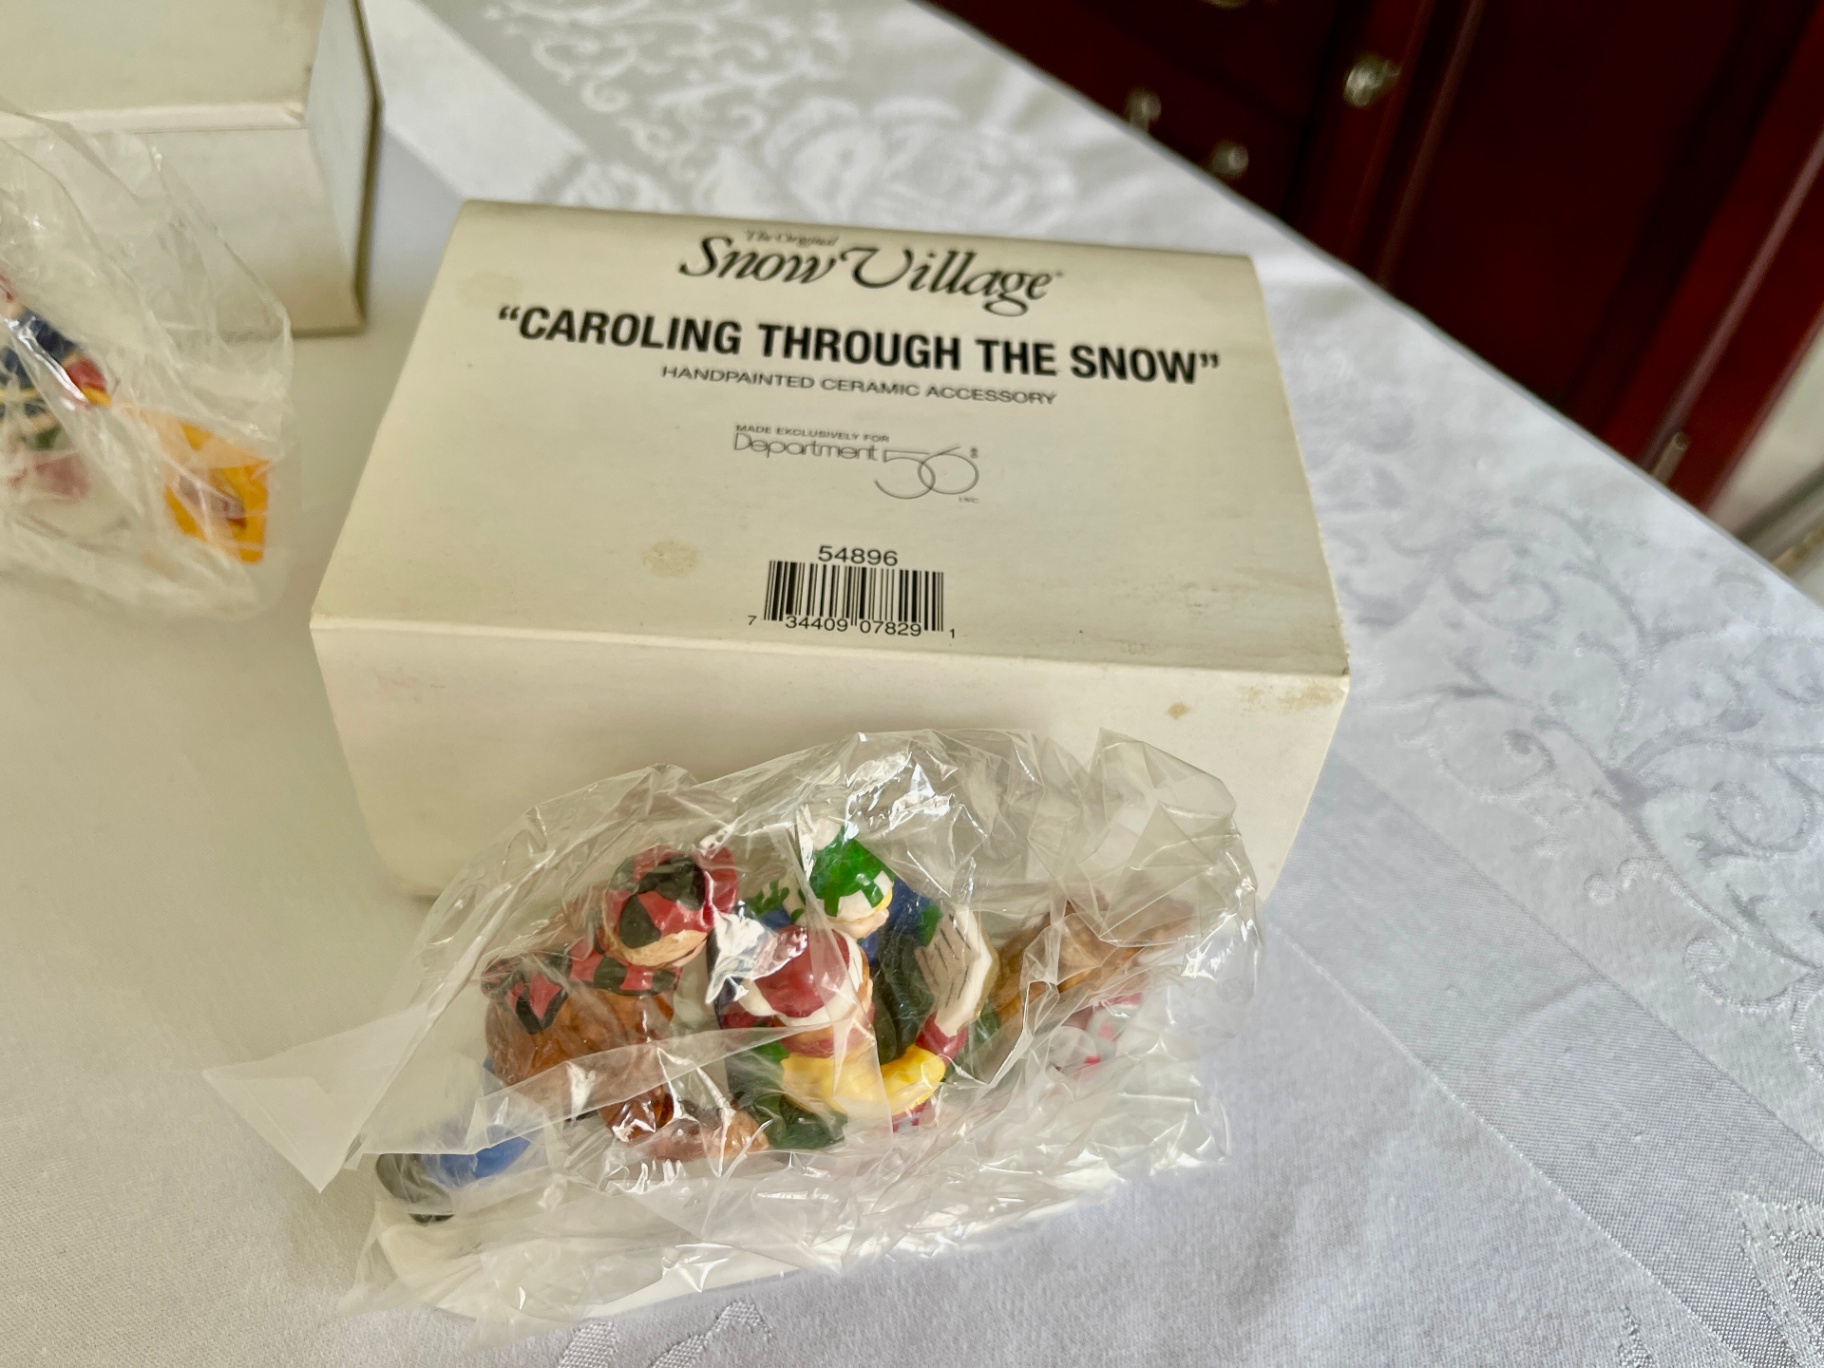 The Original
Snow Village®
"CAROLING THROUGH THE SNOW"
HANDPAINTED CERAMIC ACCESSORY
MADE EXCLUSIVELY FOR
Department 56®
INC.
54896
7 34409 07829 1